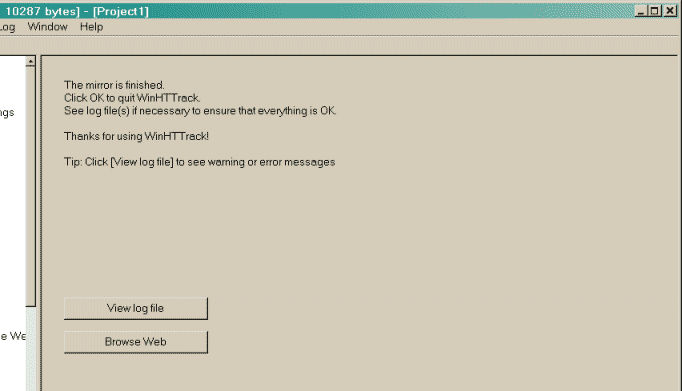 10287 bytes] - [Project1]
Log Window Help
ngs
The mirror is finished.
Click OK to quit WinHTTrack.
See log file(s) if necessary to ensure that everything is OK.
Thanks for using WinHTTrack!
Tip: Click [View log file] to see warning or error messages
View log file
e We
Browse Web